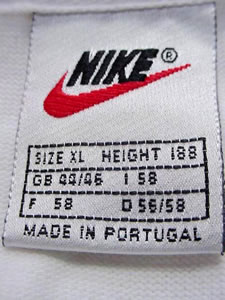 NIKE®
SIZE XL HEIGHT 188
GB 44/46 I 58
F 58 D 56/58
MADE IN PORTUGAL